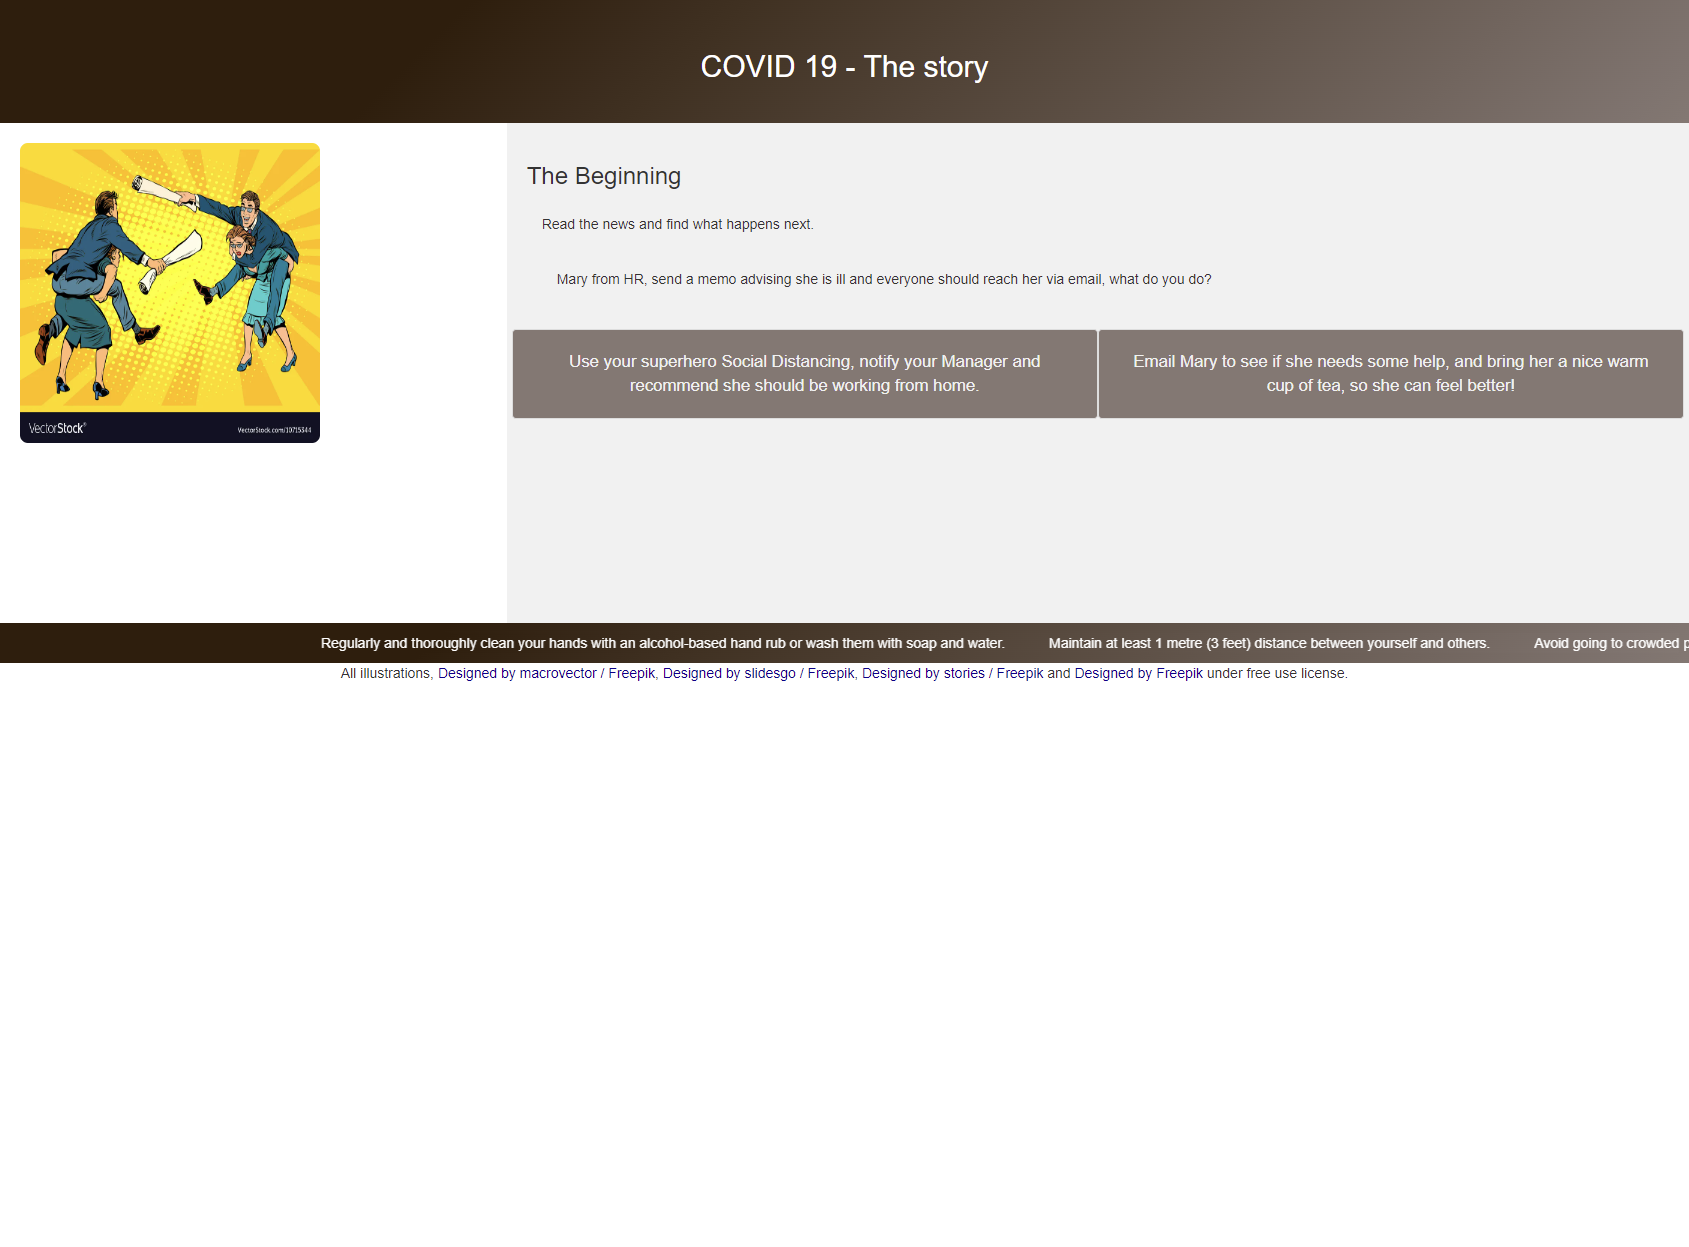 COVID 19 - The story
VectorStock®
VectorStock.com/19715344
The Beginning
Read the news and find what happens next.
Mary from HR, send a memo advising she is ill and everyone should reach her via email, what do you do?
Use your superhero Social Distancing, notify your Manager and
recommend she should be working from home.
Email Mary to see if she needs some help, and bring her a nice warm
cup of tea, so she can feel better!
Regularly and thoroughly clean your hands with an alcohol-based hand rub or wash them with soap and water. Maintain at least 1 metre (3 feet) distance between yourself and others. Avoid going to crowded p
All illustrations, Designed by macrovector / Freepik, Designed by slidesgo / Freepik, Designed by stories / Freepik and Designed by Freepik under free use license.